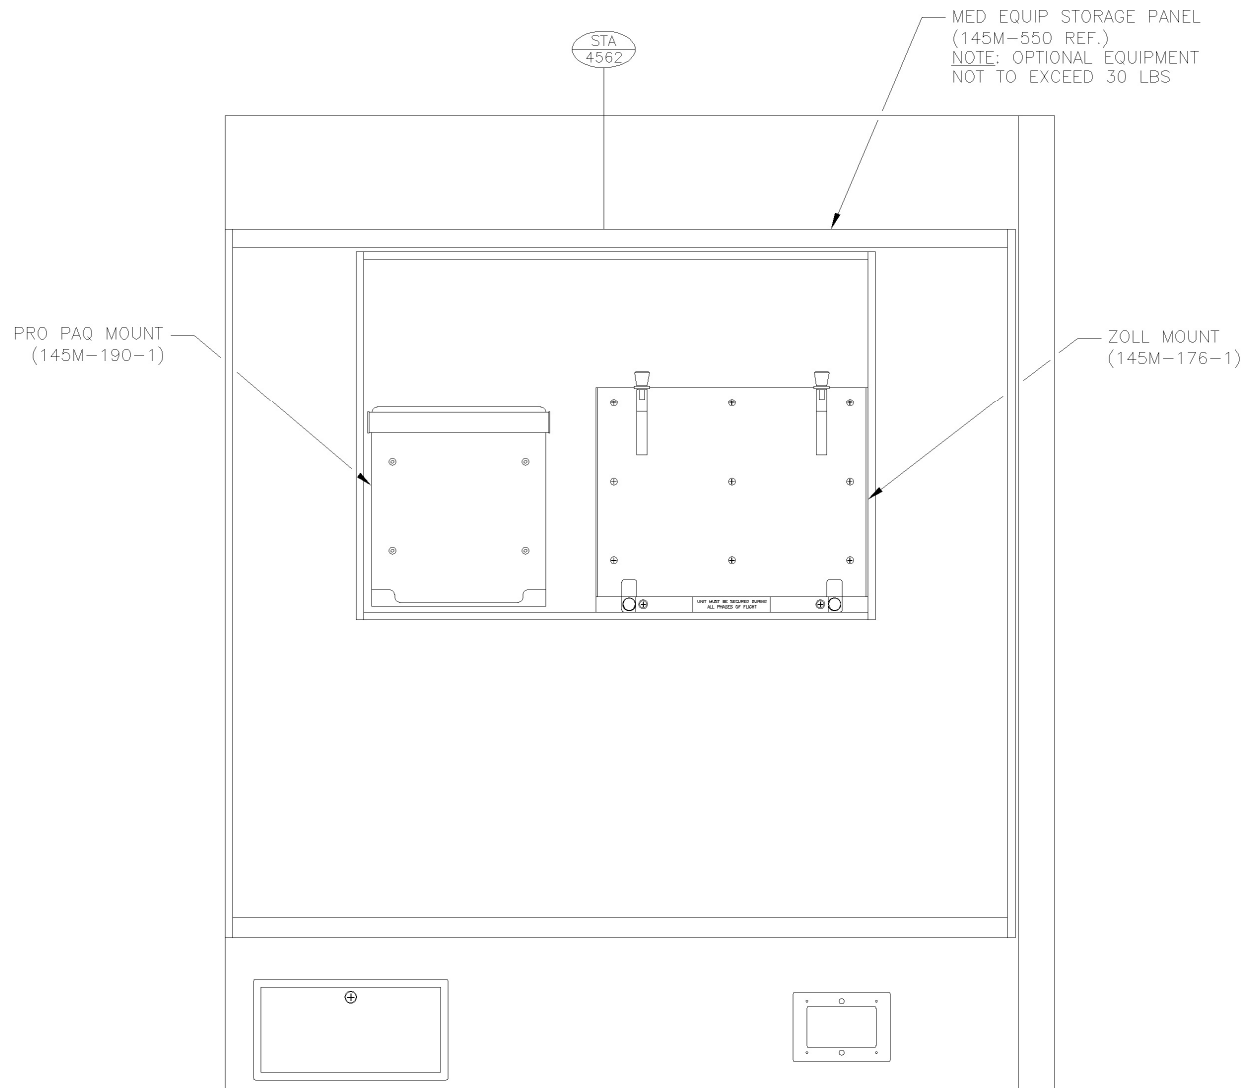 MED EQUIP STORAGE PANEL
(145M-550 REF.)
NOTE: OPTIONAL EQUIPMENT
NOT TO EXCEED 30 LBS
STA
4562
PRO PAQ MOUNT
(145M-190-1)
ZOLL MOUNT
(145M-176-1)
UNIT MUST BE SECURED DURING
ALL PHASES OF FLIGHT